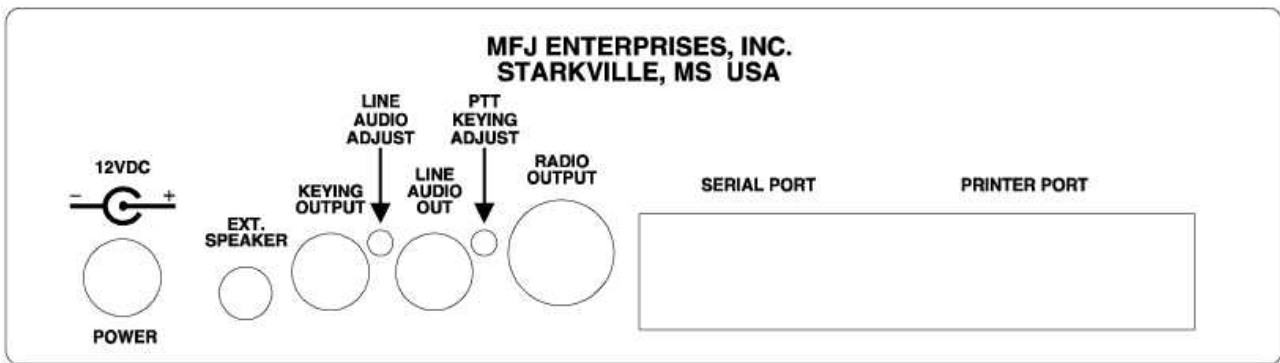 MFJ ENTERPRISES, INC.
STARKVILLE, MS  USA
LINE
AUDIO
ADJUST
PTT
KEYING
ADJUST
12VDC
− +
POWER
EXT.
SPEAKER
KEYING
OUTPUT
LINE
AUDIO
OUT
RADIO
OUTPUT
SERIAL PORT
PRINTER PORT